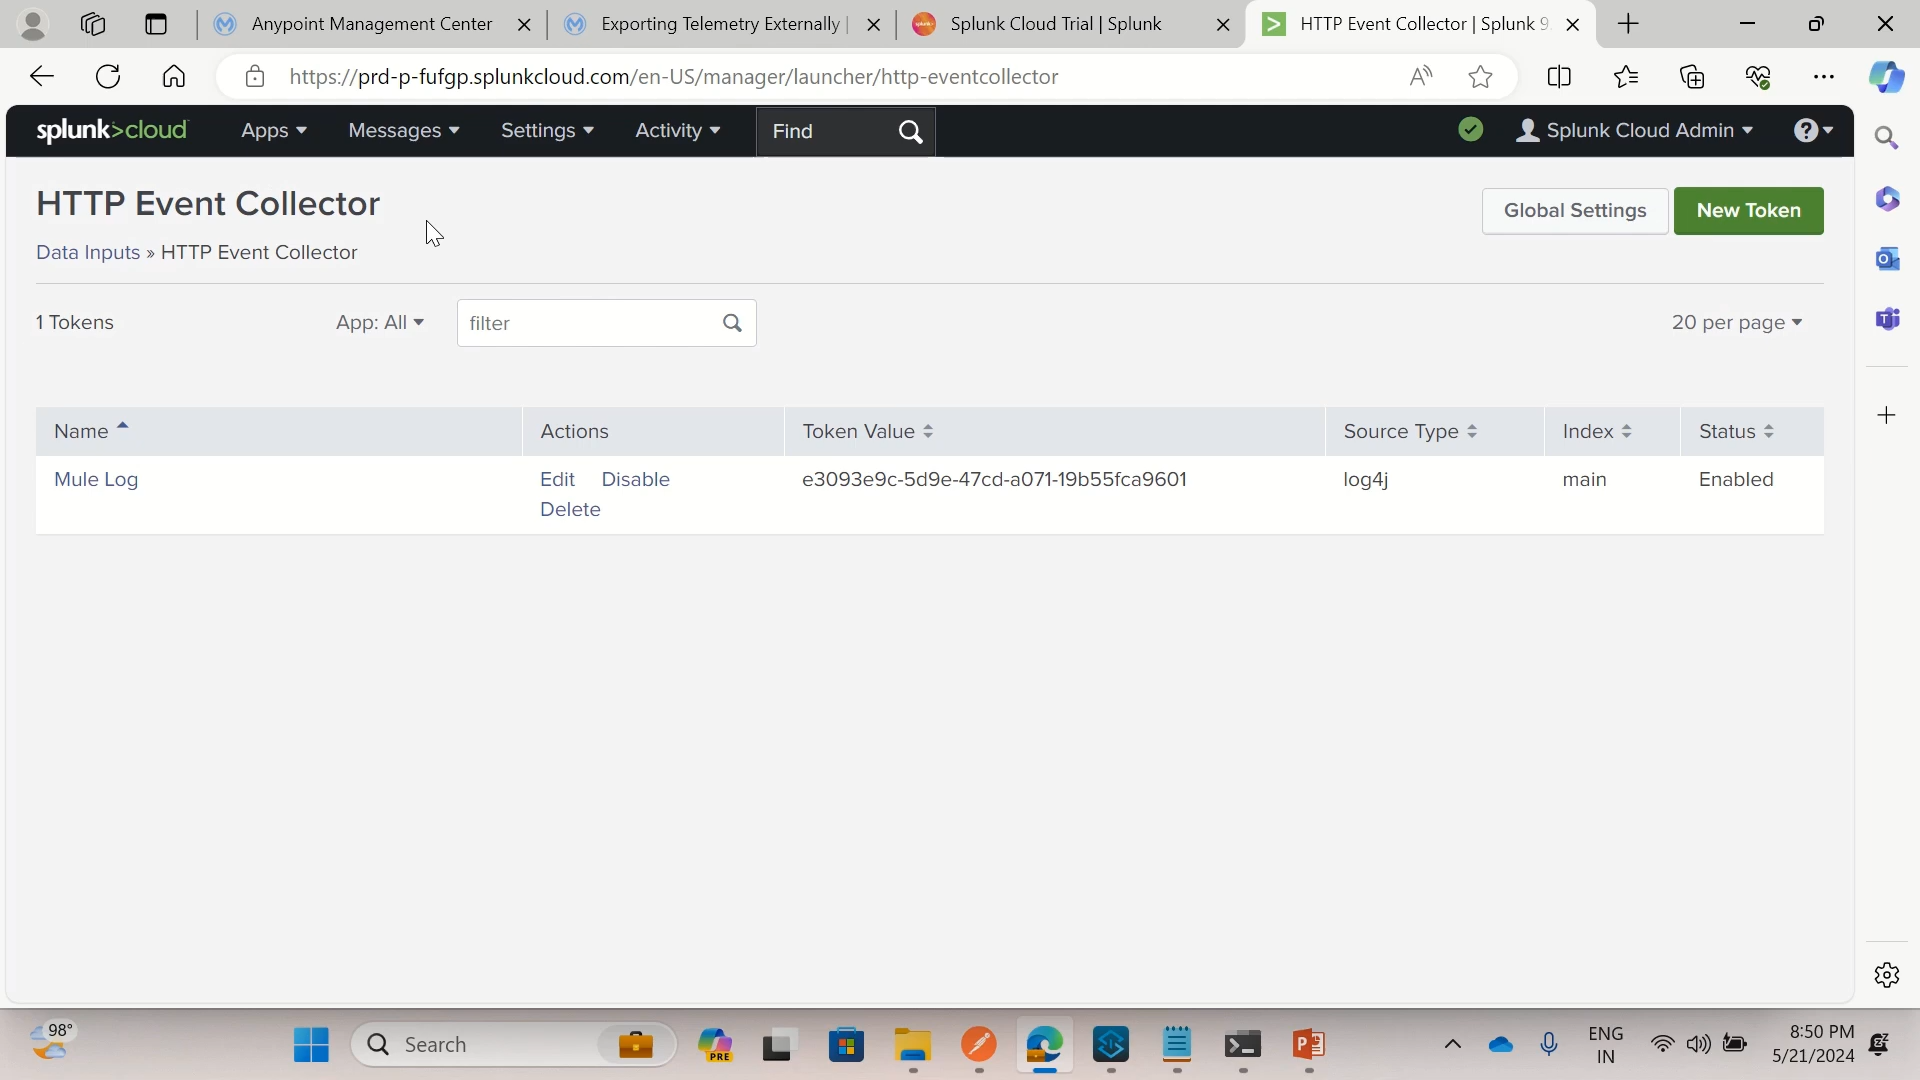 Anypoint Management Center
Exporting Telemetry Externally |
Splunk Cloud Trial | Splunk
HTTP Event Collector | Splunk 9.
https://prd-p-fufgp.splunkcloud.com/en-US/manager/launcher/http-eventcollector
splunk>cloud
Apps
Messages
Settings
Activity
Find
Splunk Cloud Admin
HTTP Event Collector
Global Settings
New Token
Data Inputs » HTTP Event Collector
1 Tokens
App: All
filter
20 per page
Name
Actions
Token Value
Source Type
Index
Status
Mule Log
Edit
Disable
Delete
e3093e9c-5d9e-47cd-a071-19b55fca9601
log4j
main
Enabled
98°
Search
PRE
ENG
IN
8:50 PM
5/21/2024